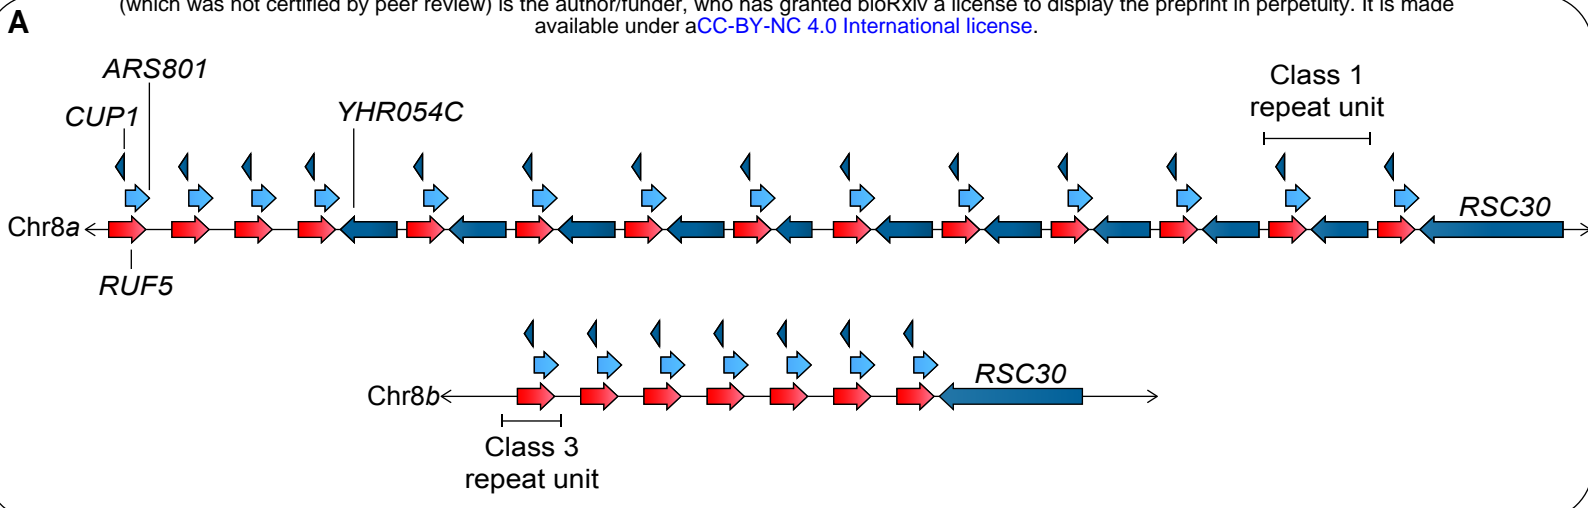 (which was not certified by peer review) is the author/funder, who has granted bioRxiv a license to display the preprint in perpetuity. It is made
available under aCC-BY-NC 4.0 International license.
A
ARS801
CUP1
YHR054C
Class 1
repeat unit
Chr8a
RSC30
RUF5
Chr8b
RSC30
Class 3
repeat unit